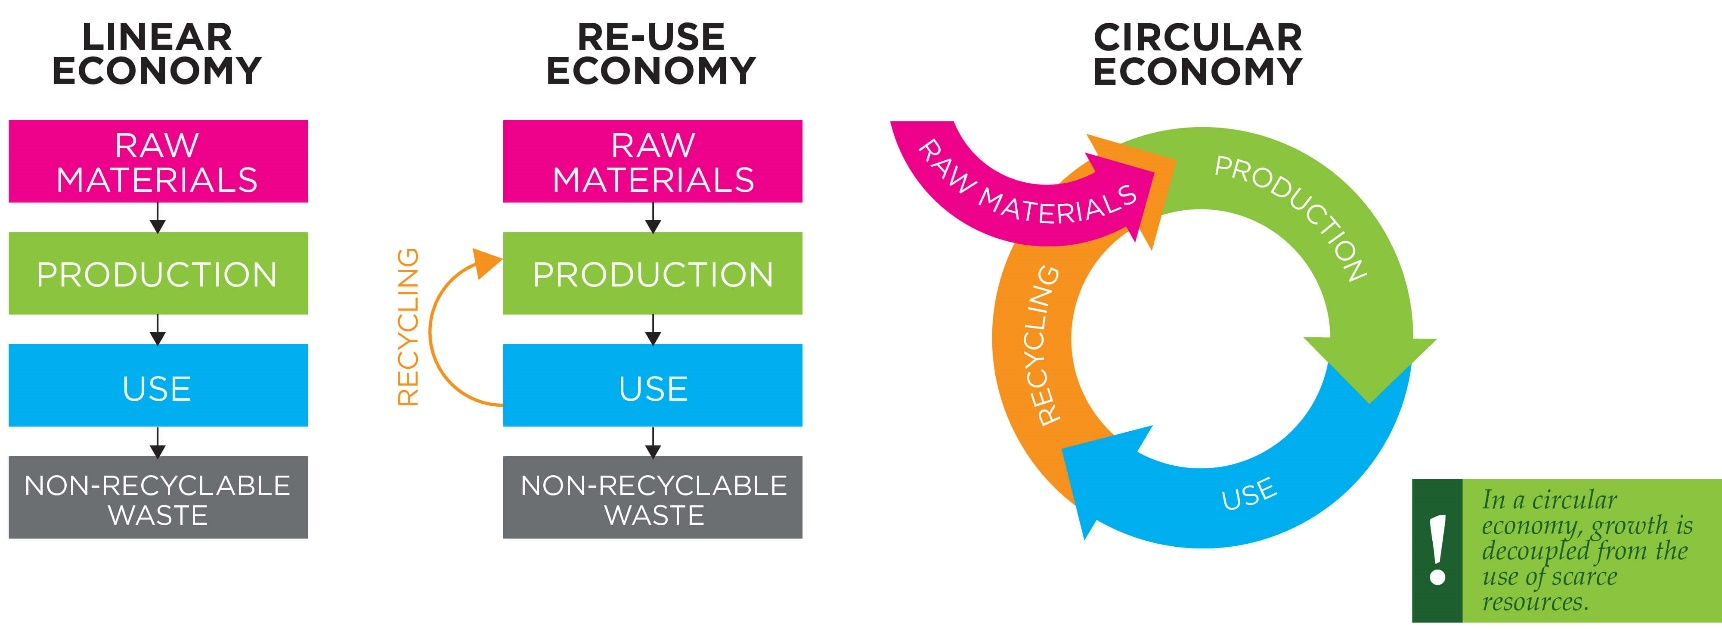 LINEAR
ECONOMY
RAW
MATERIALS
PRODUCTION
USE
NON-RECYCLABLE
WASTE
RE-USE
ECONOMY
RAW
MATERIALS
PRODUCTION
USE
NON-RECYCLABLE
WASTE
RECYCLING
CIRCULAR
ECONOMY
RAW MATERIALS
PRODUCTION
USE
RECYCLING
!
In a circular
economy, growth is
decoupled from the
use of scarce
resources.